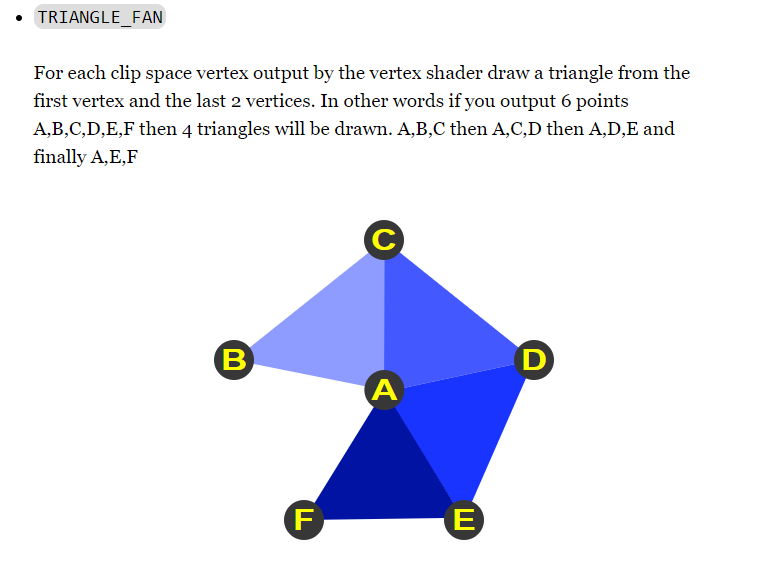 TRIANGLE_FAN
For each clip space vertex output by the vertex shader draw a triangle from the
first vertex and the last 2 vertices. In other words if you output 6 points
A,B,C,D,E,F then 4 triangles will be drawn. A,B,C then A,C,D then A,D,E and
finally A,E,F
C
B
D
A
F
E